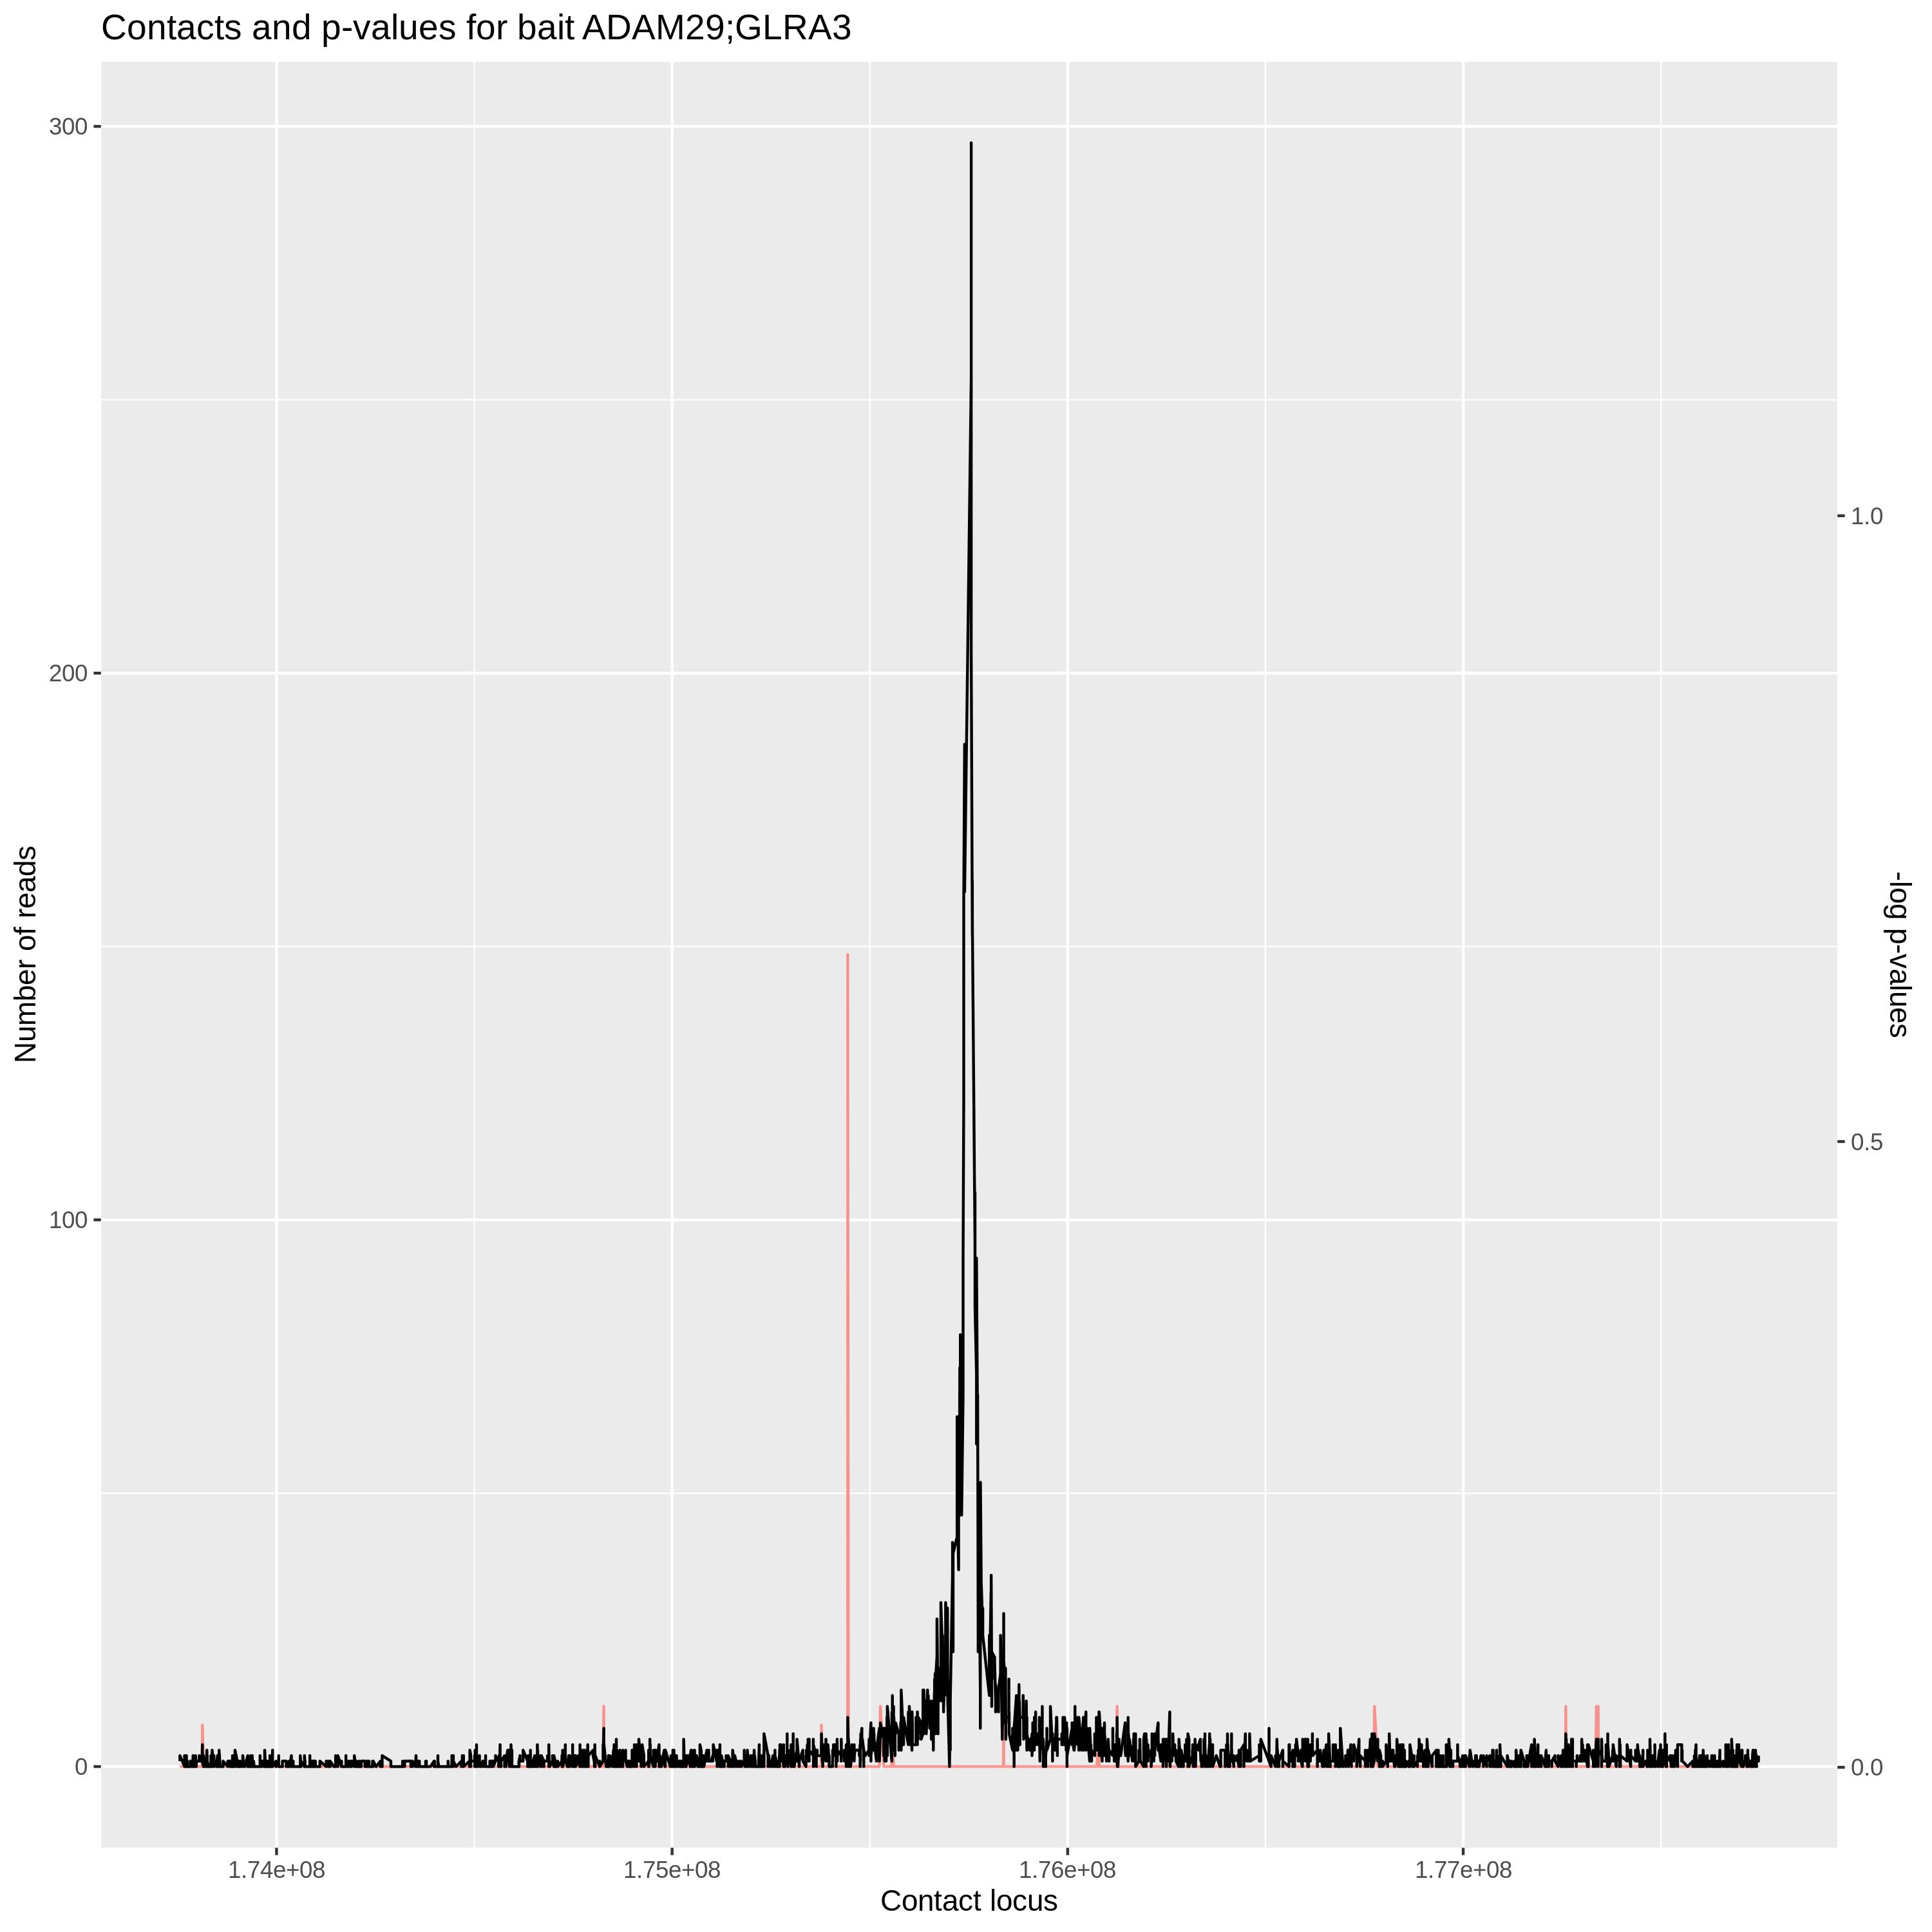 Contacts and p-values for bait ADAM29;GLRA3
300
200
100
0
Number of reads
1.0
0.5
0.0
-log p-values
1.74e+08
1.75e+08
1.76e+08
1.77e+08
Contact locus